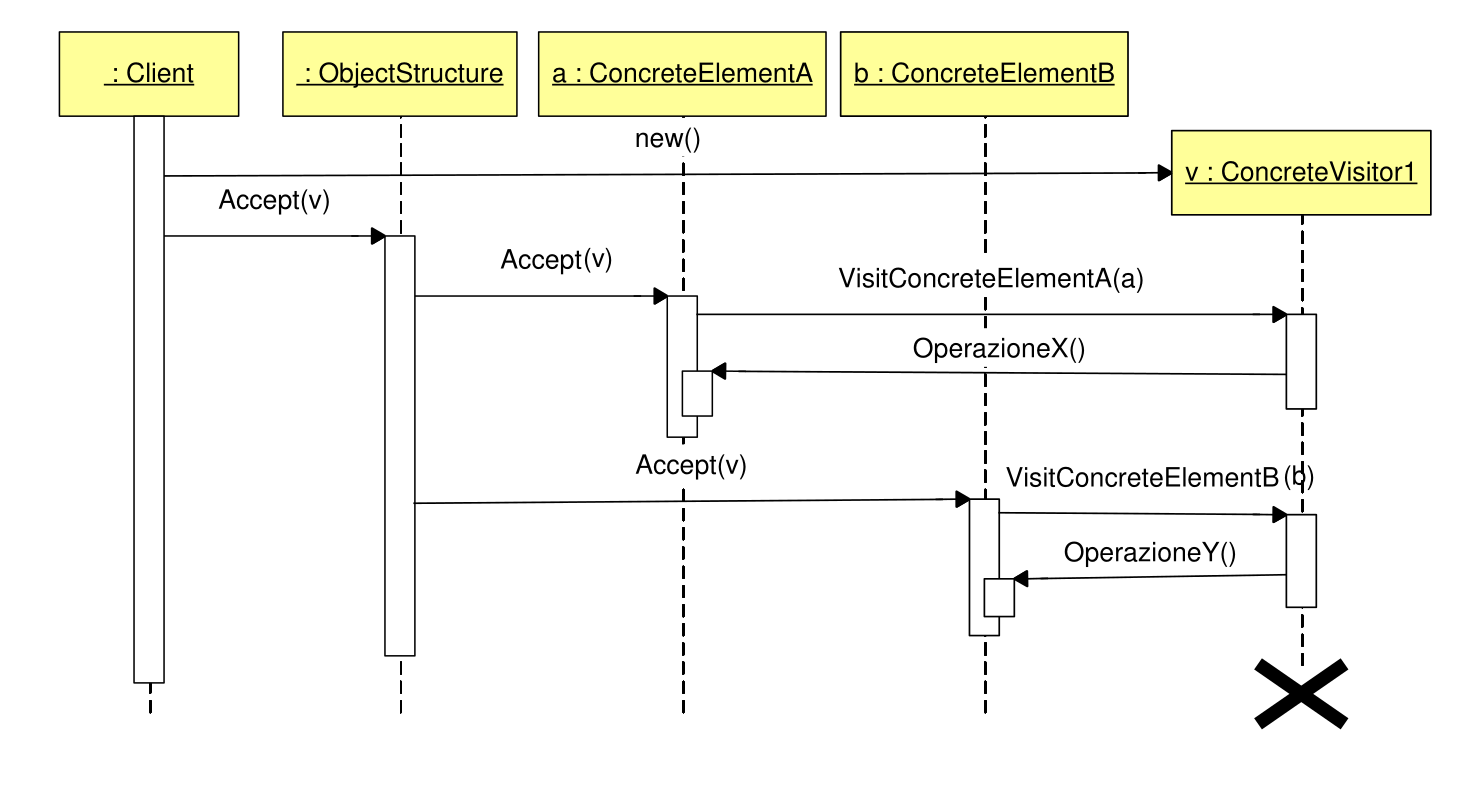 : Client
: ObjectStructure
a : ConcreteElementA
b : ConcreteElementB
new()
v : ConcreteVisitor1
Accept(v)
Accept(v)
VisitConcreteElementA(a)
OperazioneX()
Accept(v)
VisitConcreteElementB(b)
OperazioneY()